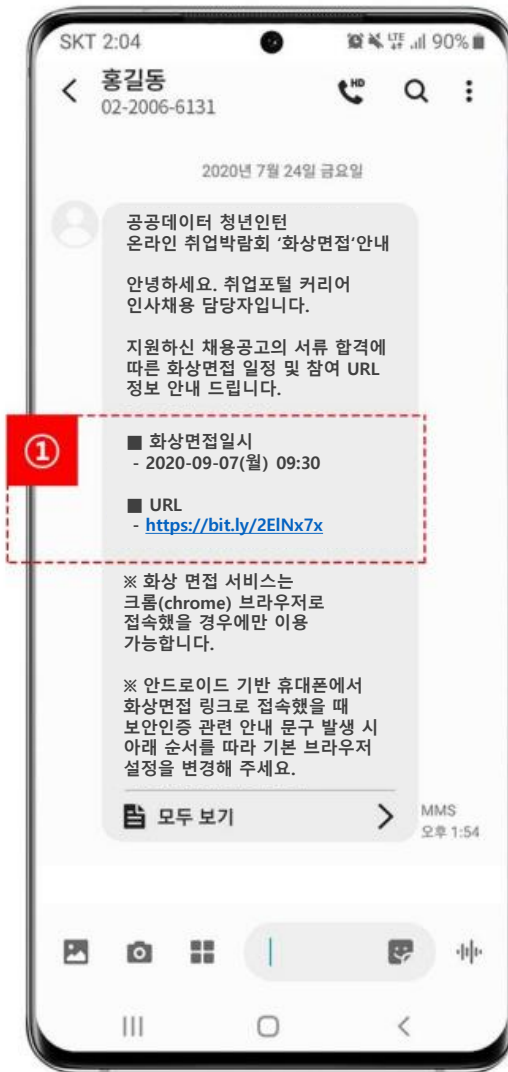 SKT 2:04
LTE
90%
홍길동
02-2006-6131
HD
2020년 7월 24일 금요일
공공데이터 청년인턴
온라인 취업박람회 '화상면접'안내
안녕하세요. 취업포털 커리어
인사채용 담당자입니다.
지원하신 채용공고의 서류 합격에
따른 화상면접 일정 및 참여 URL
정보 안내 드립니다.
①
■ 화상면접일시
- 2020-09-07(월) 09:30
■ URL
- https://bit.ly/2ElNx7x
※ 화상 면접 서비스는
크롬(chrome) 브라우저로
접속했을 경우에만 이용
가능합니다.
※ 안드로이드 기반 휴대폰에서
화상면접 링크로 접속했을 때
보안인증 관련 안내 문구 발생 시
아래 순서를 따라 기본 브라우저
설정을 변경해 주세요.
모두 보기
MMS
오후 1:54